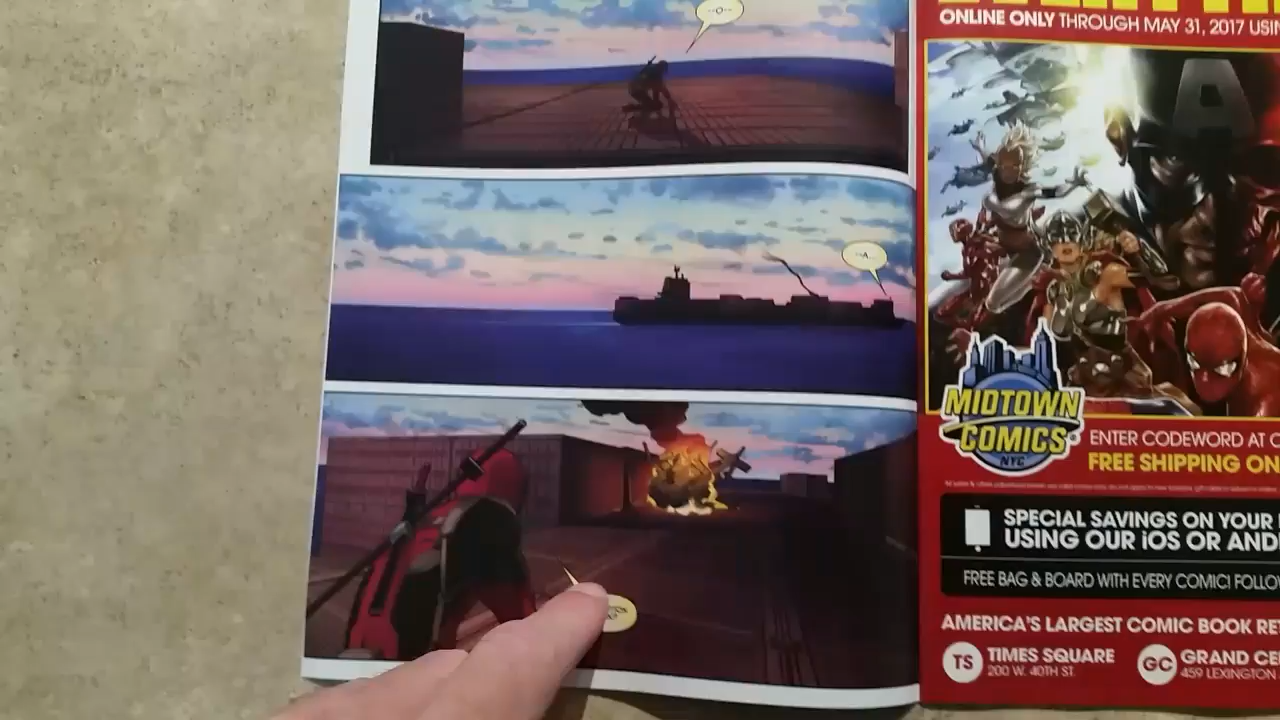 --O--
--A...
ONLINE ONLY THROUGH MAY 31, 2017 USIN
A
MIDTOWN
COMICS
NYC
ENTER CODEWORD AT C
FREE SHIPPING ON
SPECIAL SAVINGS ON YOUR
USING OUR iOS OR AND
FREE BAG & BOARD WITH EVERY COMIC! FOLLO
AMERICA'S LARGEST COMIC BOOK RE
TS TIMES SQUARE
200 W. 40TH ST.
GC GRAND CE
459 LEXINGTON